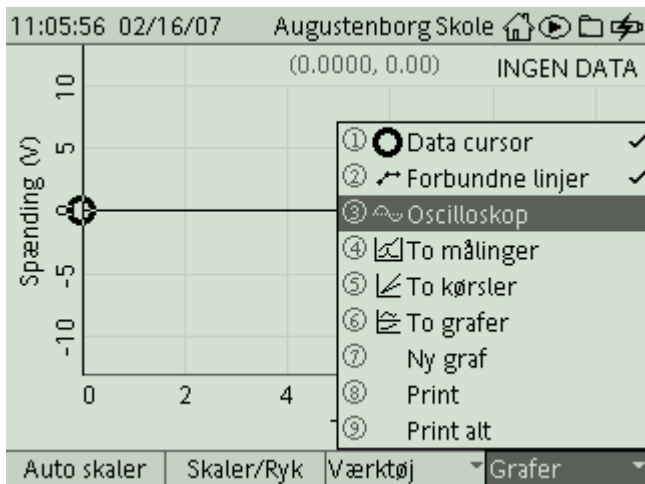 11:05:56 02/16/07 Augustenborg Skole
(0.0000, 0.00) INGEN DATA
Spænding (V)
10
5
0
-5
-10
0 2 4
① Data cursor ✓
② Forbundne linjer ✓
③ Oscilloskop
④ To målinger
⑤ To kørsler
⑥ To grafer
⑦ Ny graf
⑧ Print
⑨ Print alt
Auto skaler Skaler/Ryk Værktøj Grafer